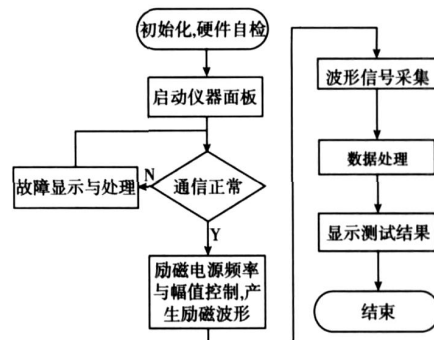 初始化,硬件自检
启动仪器面板
通信正常
N
故障显示与处理
Y
励磁电源频率
与幅值控制,产
生励磁波形
波形信号采集
数据处理
显示测试结果
结束